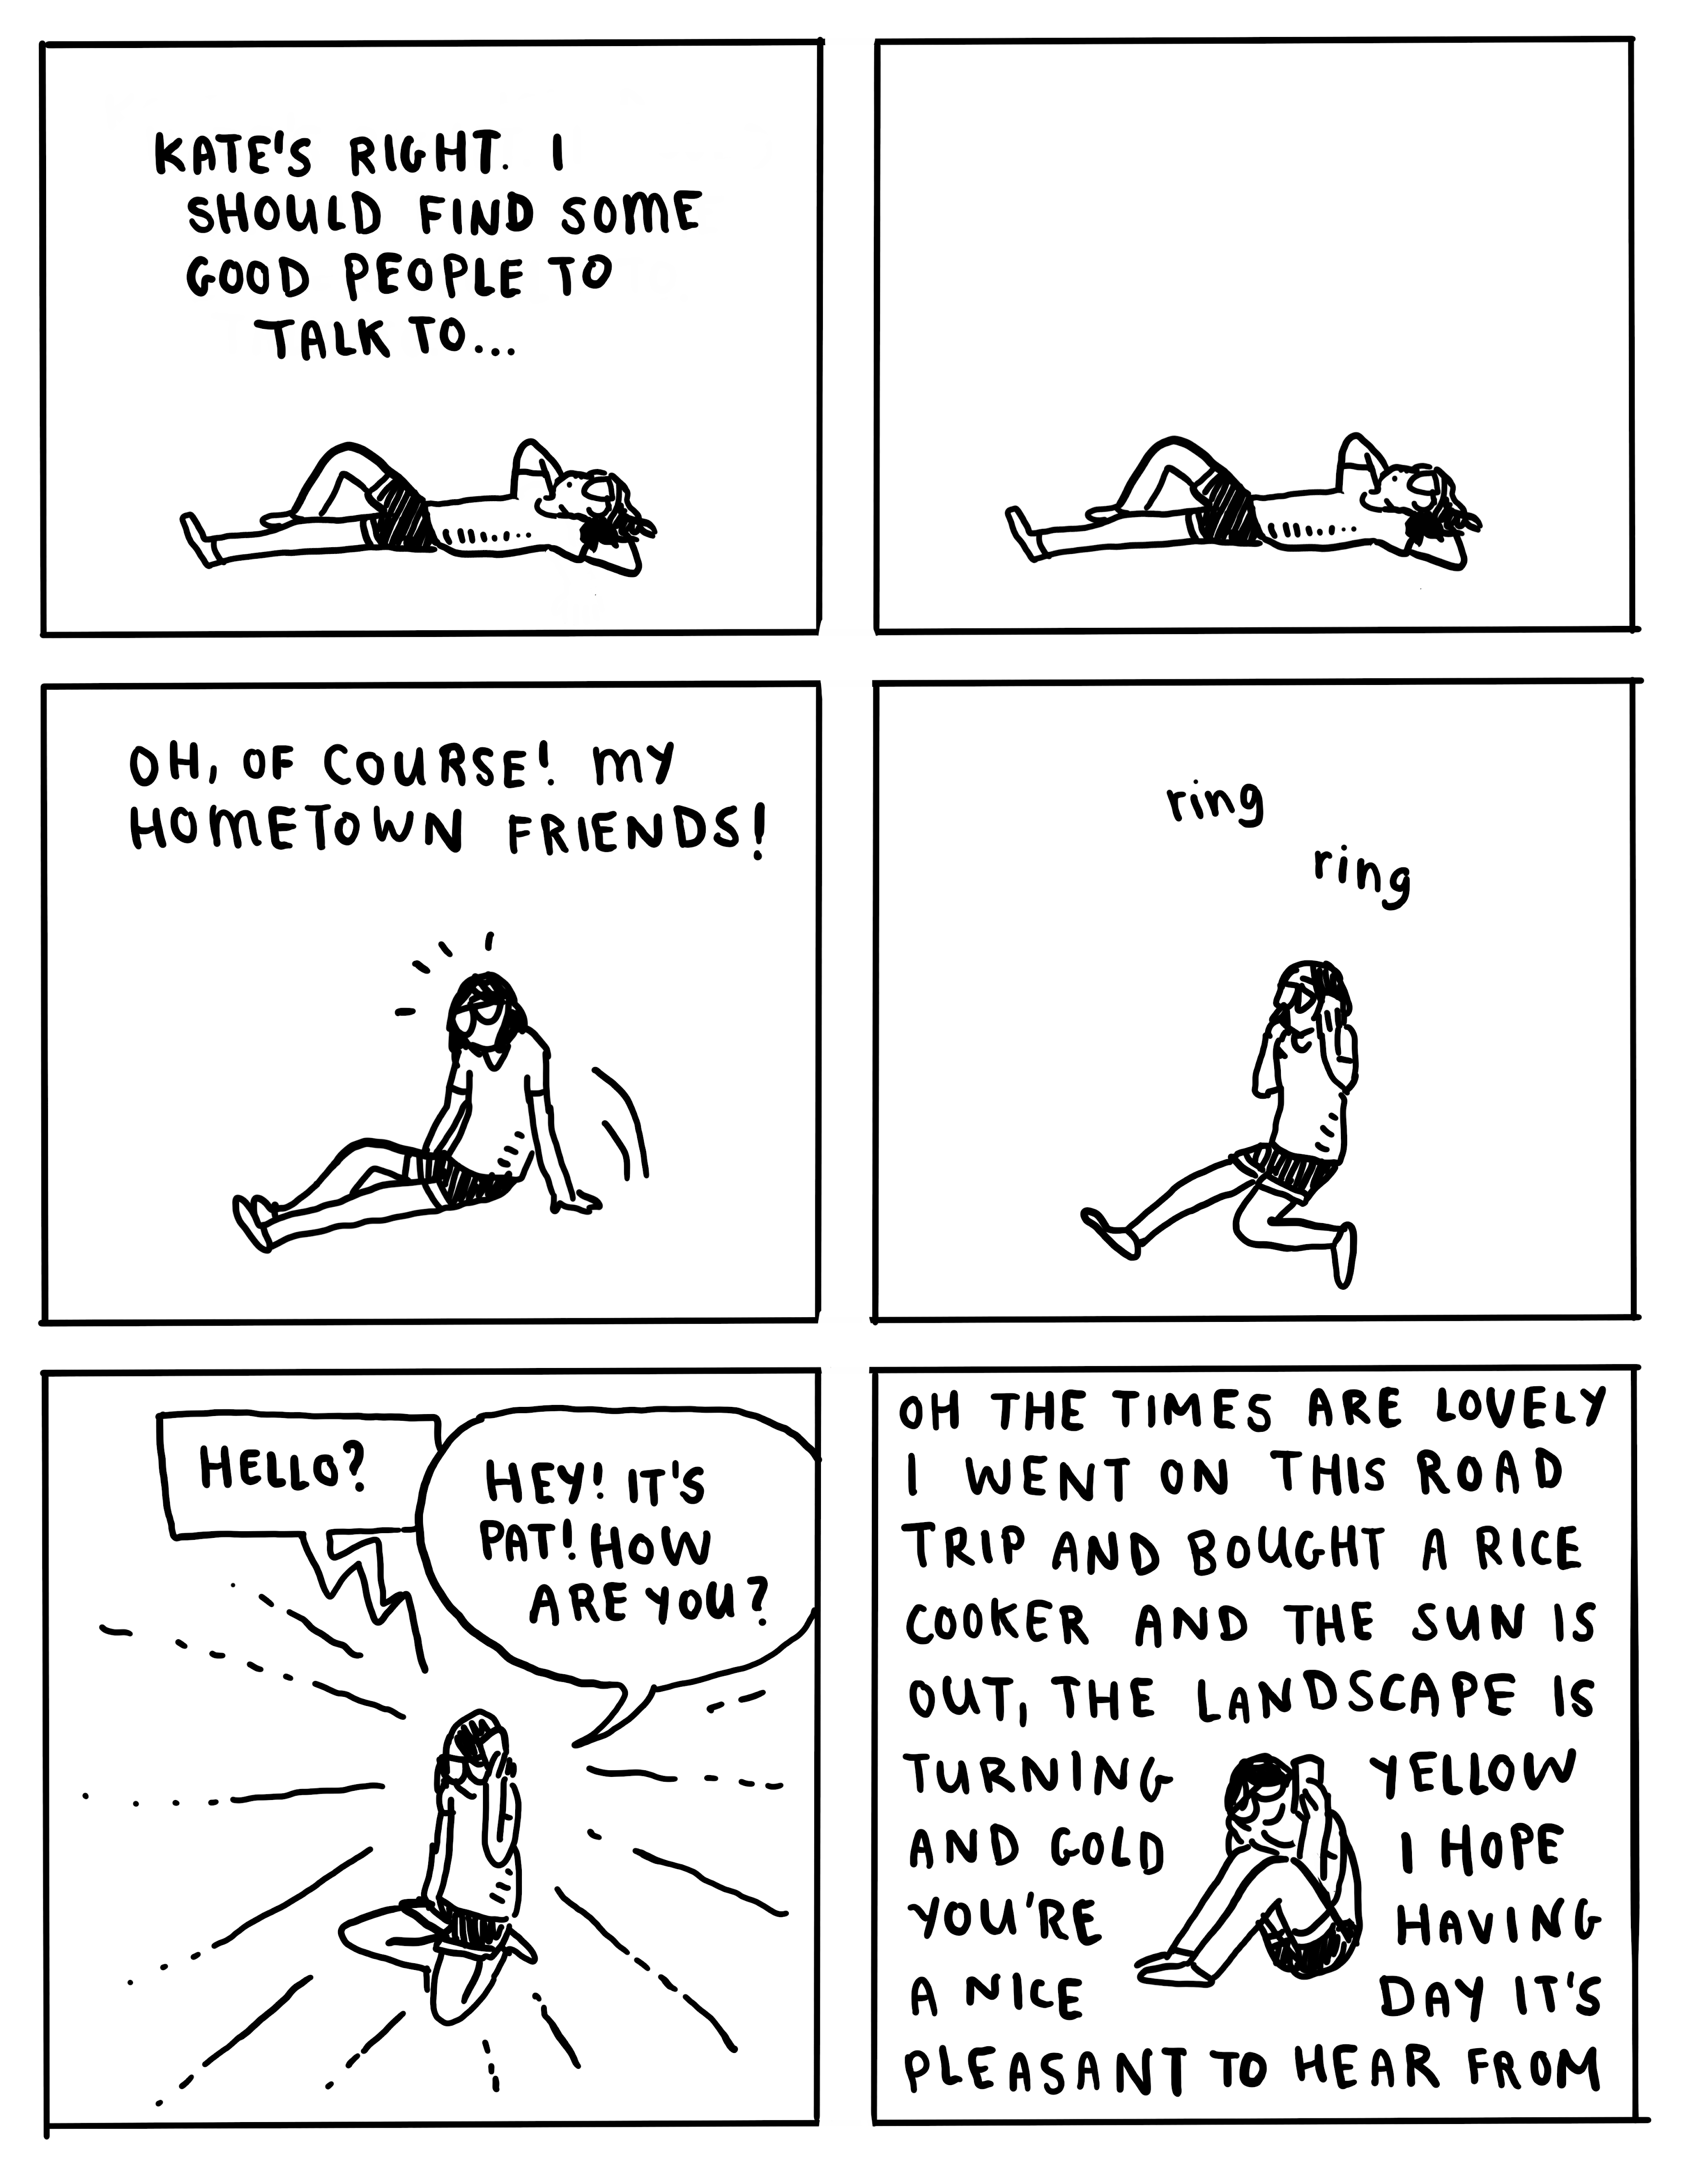 KATE'S RIGHT. I
SHOULD FIND SOME
GOOD PEOPLE TO
TALK TO...
OH, OF COURSE! MY
HOMETOWN FRIENDS!
ring
ring
HELLO?
HEY! IT'S
PAT! HOW
ARE YOU?
OH THE TIMES ARE LOVELY
I WENT ON THIS ROAD
TRIP AND BOUGHT A RICE
COOKER AND THE SUN IS
OUT, THE LANDSCAPE IS
TURNING YELLOW
AND GOLD I HOPE
YOU'RE HAVING
A NICE DAY IT'S
PLEASANT TO HEAR FROM